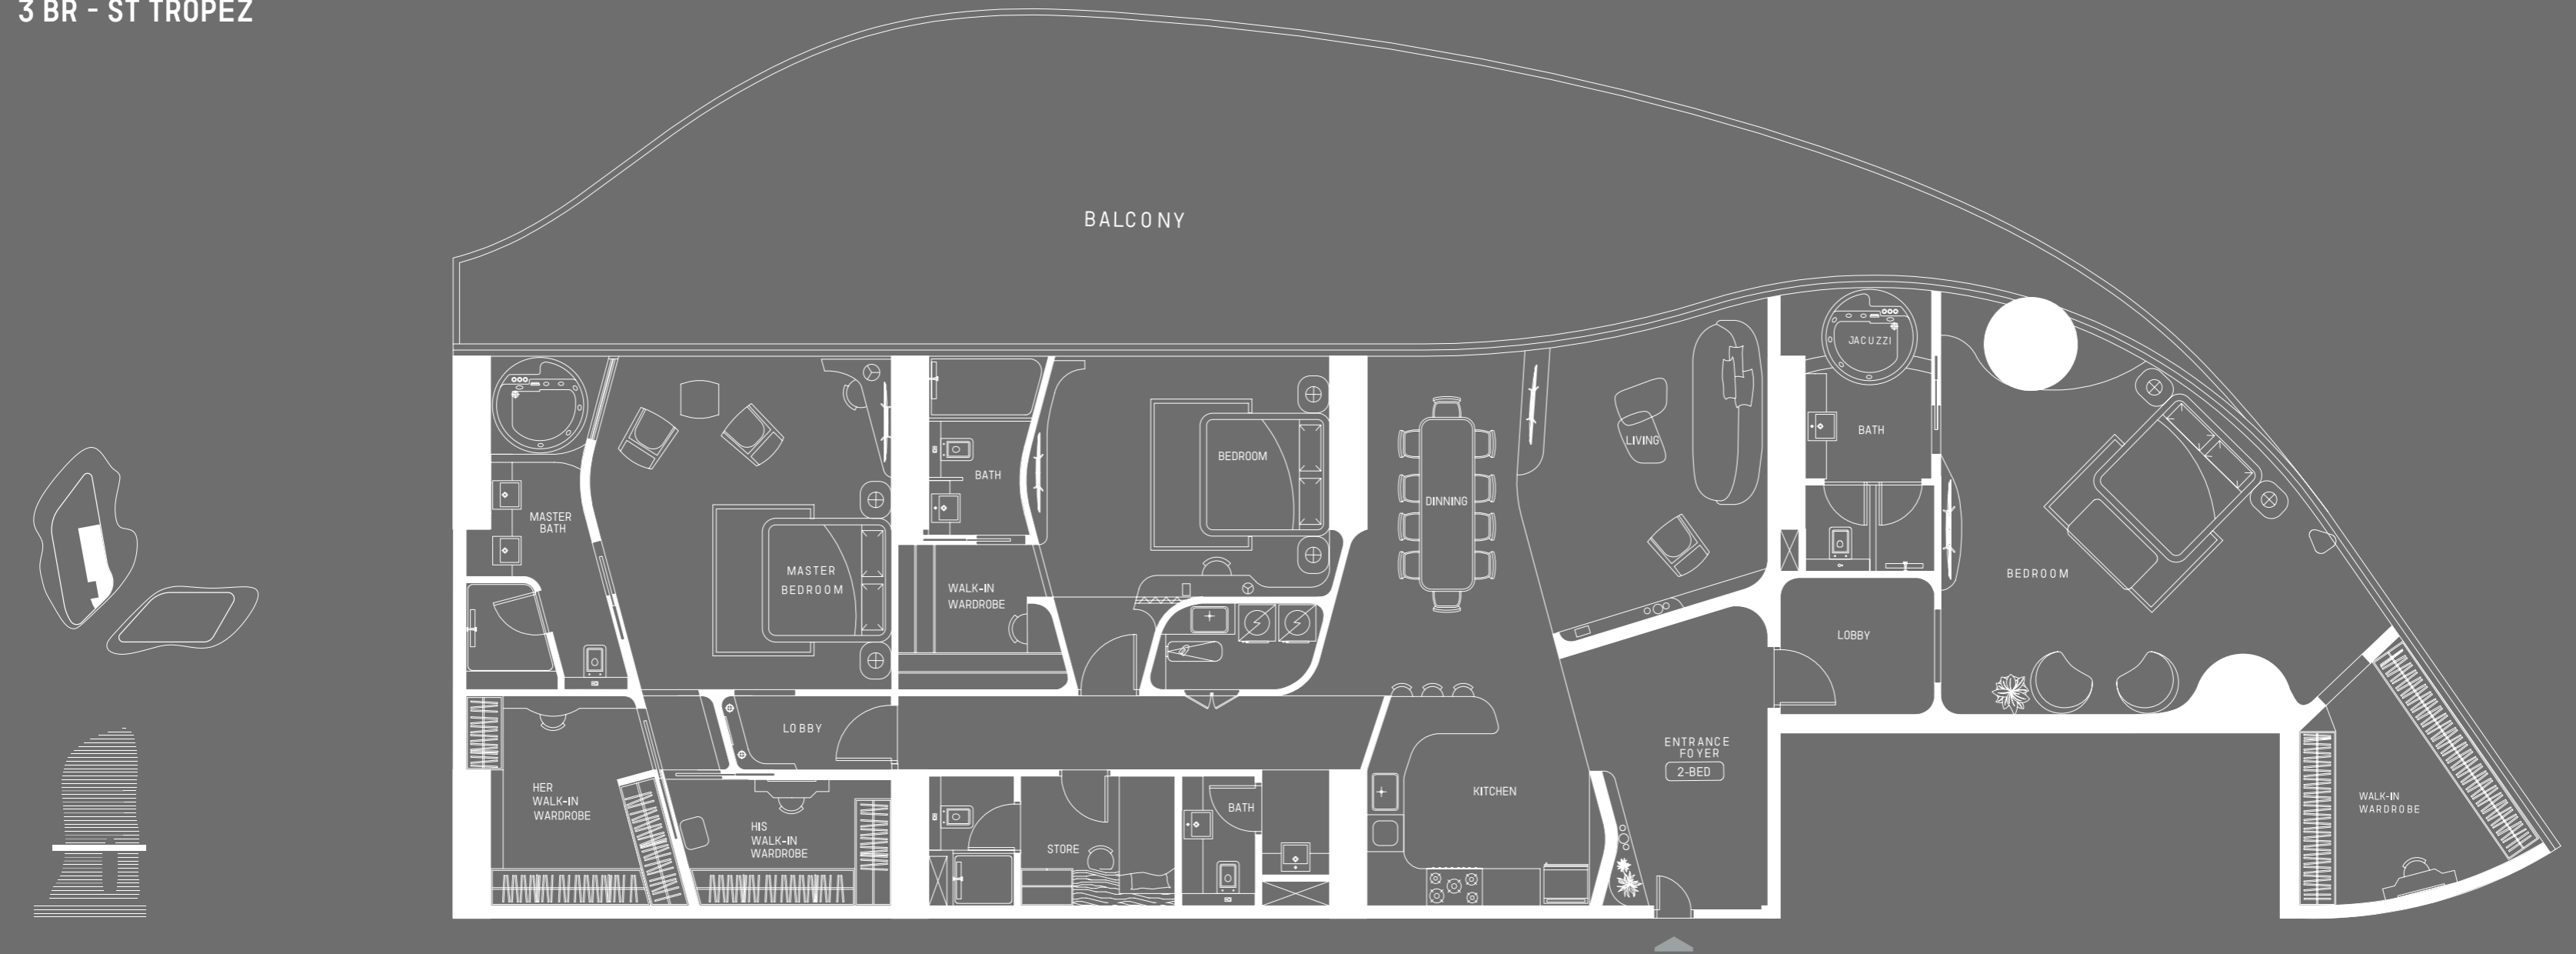 3 BR - ST TROPEZ
BALCONY
JACUZZI
BATH
LIVING
BEDROOM
BATH
DINNING
MASTER
BATH
MASTER
BEDROOM
WALK-IN
WARDROBE
BEDROOM
LOBBY
LOBBY
ENTRANCE
FOYER
2-BED
HER
WALK-IN
WARDROBE
HIS
WALK-IN
WARDROBE
STORE
BATH
KITCHEN
WALK-IN
WARDROBE